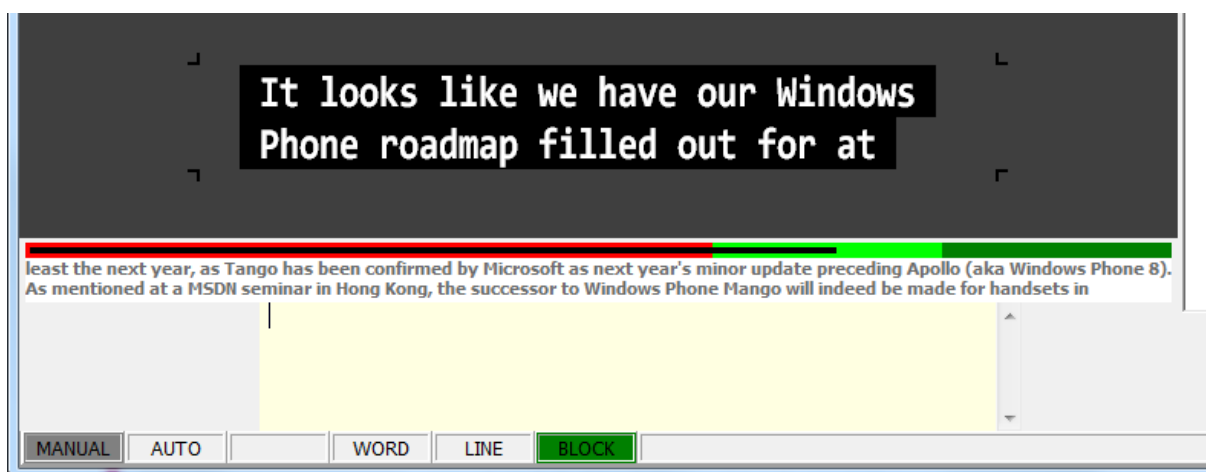 It looks like we have our Windows
Phone roadmap filled out for at
least the next year, as Tango has been confirmed by Microsoft as next year's minor update preceding Apollo (aka Windows Phone 8).
As mentioned at a MSDN seminar in Hong Kong, the successor to Windows Phone Mango will indeed be made for handsets in
MANUAL AUTO WORD LINE BLOCK